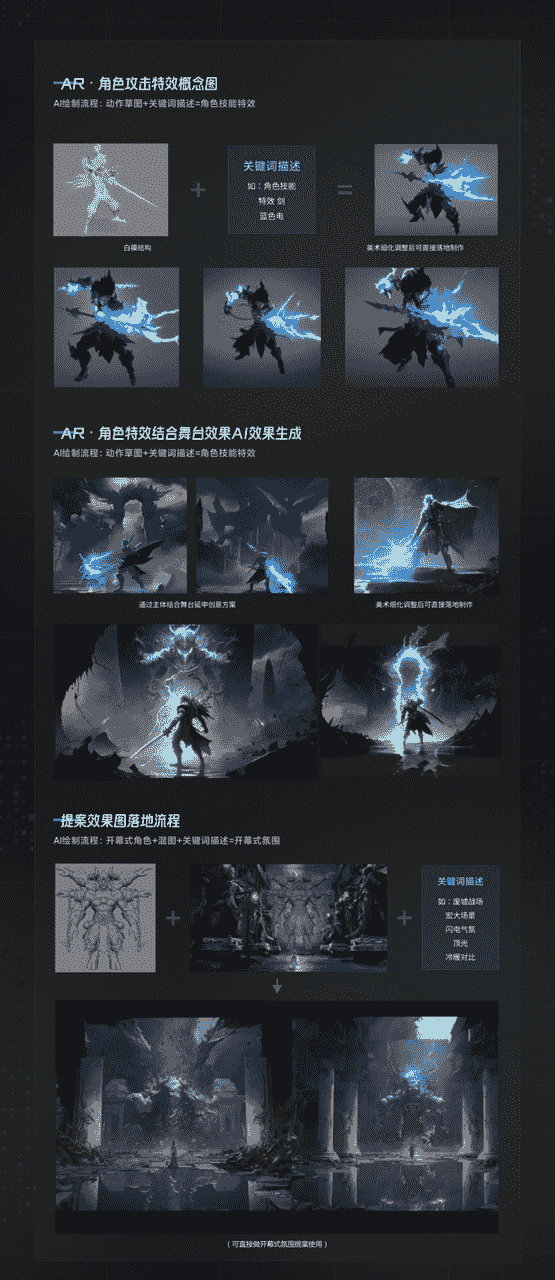 AR · 角色攻击特效概念图
AI绘制流程：动作草图+关键词描述=角色技能特效
+
关键词描述
如：角色技能
特效 剑
蓝色电
=
白模结构
美术细化调整后可直接落地制作
AR · 角色特效结合舞台效果AI效果生成
AI绘制流程：动作草图+关键词描述=角色技能特效
通过主体结合舞台延申创意方案
美术细化调整后可直接落地制作
提案效果图落地流程
AI绘制流程：开幕式角色+混图+关键词描述=开幕式氛围
+
+
关键词描述
如：废墟战场
宏大场景
闪电气氛
顶光
冷暖对比
（可直接做开幕式氛围提案使用）